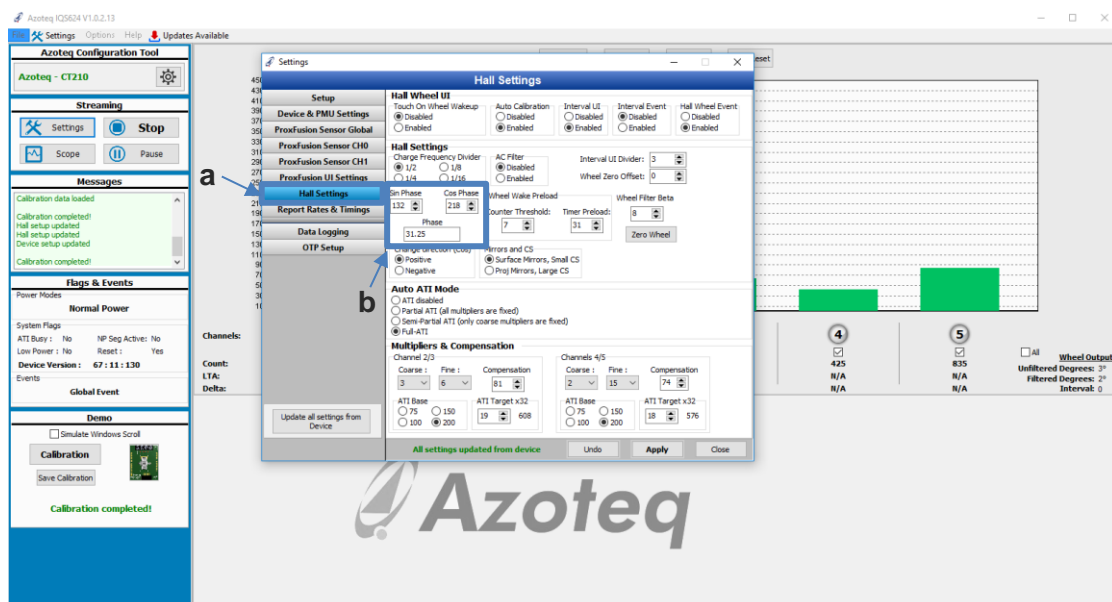 Azoteq IQS624 V1.0.2.13
File Settings Options Help Updates Available
Azoteq Configuration Tool
Azoteq - CT210
Streaming
Settings Stop
Scope Pause
Messages
Calibration data loaded
Calibration completed!
Hall setup updated
Hall setup updated
Device setup updated
Calibration completed!
Flags & Events
Power Modes
Normal Power
System Flags
ATI Busy : No NP Seg Active: No
Low Power : No Reset : Yes
Device Version : 67 : 11 : 130
Events
Global Event
Demo
Simulate Windows Scroll
Calibration
Save Calibration
Calibration completed!
a
b
Settings
Hall Settings
Setup
Device & PMU Settings
ProxFusion Sensor Global
ProxFusion Sensor CH0
ProxFusion Sensor CH1
ProxFusion UI Settings
Hall Settings
Report Rates & Timings
Data Logging
OTP Setup
Update all settings from
Device
Hall Wheel UI
Touch On Wheel Wakeup Auto Calibration Interval UI Interval Event Hall Wheel Event
Disabled Disabled Disabled Disabled Disabled
Enabled Enabled Enabled Enabled Enabled
Hall Settings
Charge Frequency Divider AC Filter Interval UI Divider: 3
1/2 1/8 Disabled
1/4 1/16 Enabled Wheel Zero Offset: 0
Sin Phase Cos Phase Wheel Wake Preload Wheel Filter Beta
132 218 Counter Threshold: Timer Preload: 8
Phase 7 31
31.25 Zero Wheel
Change Direction (Cos) Mirrors and CS
Positive Surface Mirrors, Small CS
Negative Proj Mirrors, Large CS
Auto ATI Mode
ATI disabled
Partial ATI (all multipliers are fixed)
Semi-Partial ATI (only coarse multipliers are fixed)
Full-ATI
Multipliers & Compensation
Channel 2/3 Channels 4/5
Coarse : Fine : Compensation Coarse : Fine : Compensation
3 6 81 2 15 74
ATI Base ATI Target x32 ATI Base ATI Target x32
75 150 19 608 75 150 18 576
100 200 100 200
All settings updated from device Undo Apply Close
Channels: 4 5
All Wheel Output
Count: 425 835 Unfiltered Degrees: 3°
LTA: N/A N/A Filtered Degrees: 2°
Delta: N/A N/A Interval: 0
Azoteq